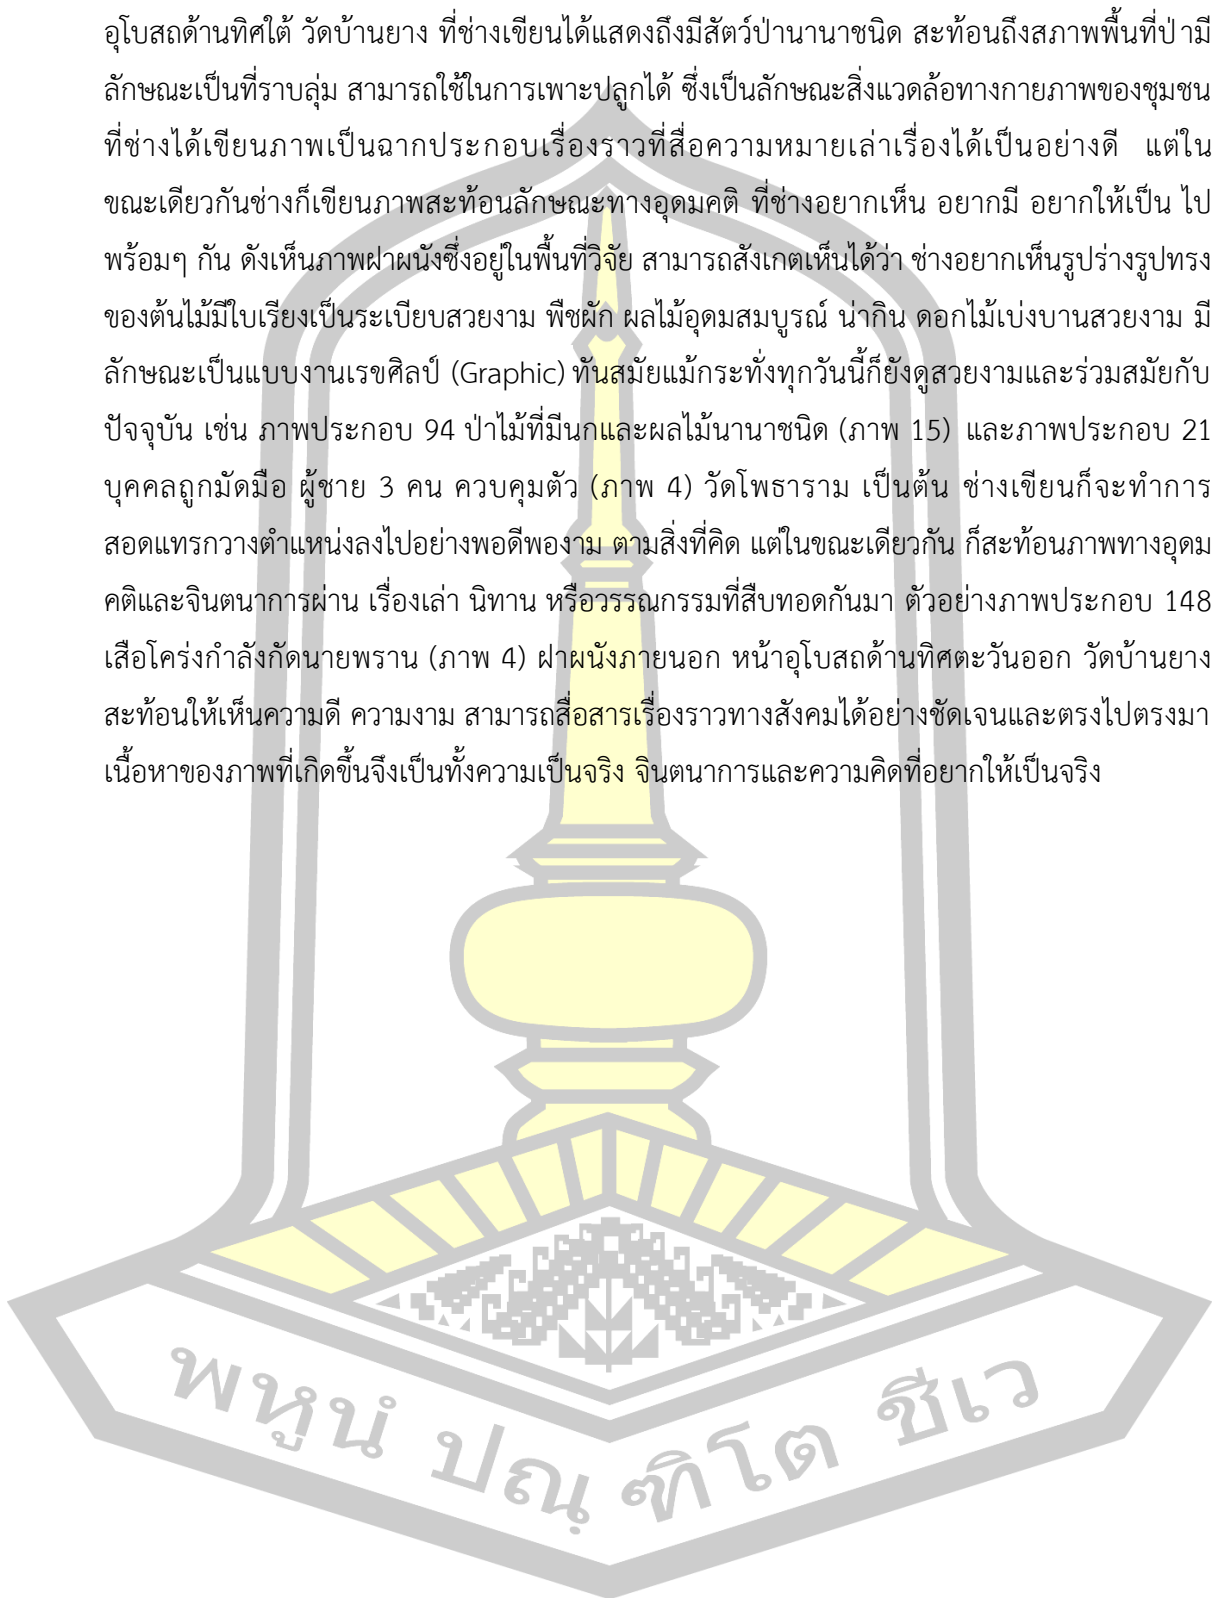 อุโบสถด้านทิศใต้ วัดบ้านยาง ที่ช่างเขียนได้แสดงถึงมีสัตว์ป่านานาชนิด สะท้อนถึงสภาพพื้นที่ป่ามี
ลักษณะเป็นที่ราบลุ่ม สามารถใช้ในการเพาะปลูกได้ ซึ่งเป็นลักษณะสิ่งแวดล้อทางกายภาพของชุมชน
ที่ช่างได้เขียนภาพเป็นฉากประกอบเรื่องราวที่สื่อความหมายเล่าเรื่องได้เป็นอย่างดี แต่ใน
ขณะเดียวกันช่างก็เขียนภาพสะท้อนลักษณะทางอุดมคติ ที่ช่างอยากเห็น อยากมี อยากให้เป็น ไป
พร้อมๆ กัน ดังเห็นภาพฝาผนังซึ่งอยู่ในพื้นที่วิจัย สามารถสังเกตเห็นได้ว่า ช่างอยากเห็นรูปร่างรูปทรง
ของต้นไม้มีใบเรียงเป็นระเบียบสวยงาม พืชผัก ผลไม้อุดมสมบูรณ์ น่ากิน ดอกไม้เบ่งบานสวยงาม มี
ลักษณะเป็นแบบงานเรขศิลป์ (Graphic) ทันสมัยแม้กระทั่งทุกวันนี้ก็ยังดูสวยงามและร่วมสมัยกับ
ปัจจุบัน เช่น ภาพประกอบ 94 ป่าไม้ที่มีนกและผลไม้นานาชนิด (ภาพ 15) และภาพประกอบ 21
บุคคลถูกมัดมือ ผู้ชาย 3 คน ควบคุมตัว (ภาพ 4) วัดโพธาราม เป็นต้น ช่างเขียนก็จะทำการ
สอดแทรกวางตำแหน่งลงไปอย่างพอดีพองาม ตามสิ่งที่คิด แต่ในขณะเดียวกัน ก็สะท้อนภาพทางอุดม
คติและจินตนาการผ่าน เรื่องเล่า นิทาน หรือวรรณกรรมที่สืบทอดกันมา ตัวอย่างภาพประกอบ 148
เสือโคร่งกำลังกัดนายพราน (ภาพ 4) ฝาผนังภายนอก หน้าอุโบสถด้านทิศตะวันออก วัดบ้านยาง
สะท้อนให้เห็นความดี ความงาม สามารถสื่อสารเรื่องราวทางสังคมได้อย่างชัดเจนและตรงไปตรงมา
เนื้อหาของภาพที่เกิดขึ้นจึงเป็นทั้งความเป็นจริง จินตนาการและความคิดที่อยากให้เป็นจริง
พหูนํ ปณฺฑิโต ชีเว